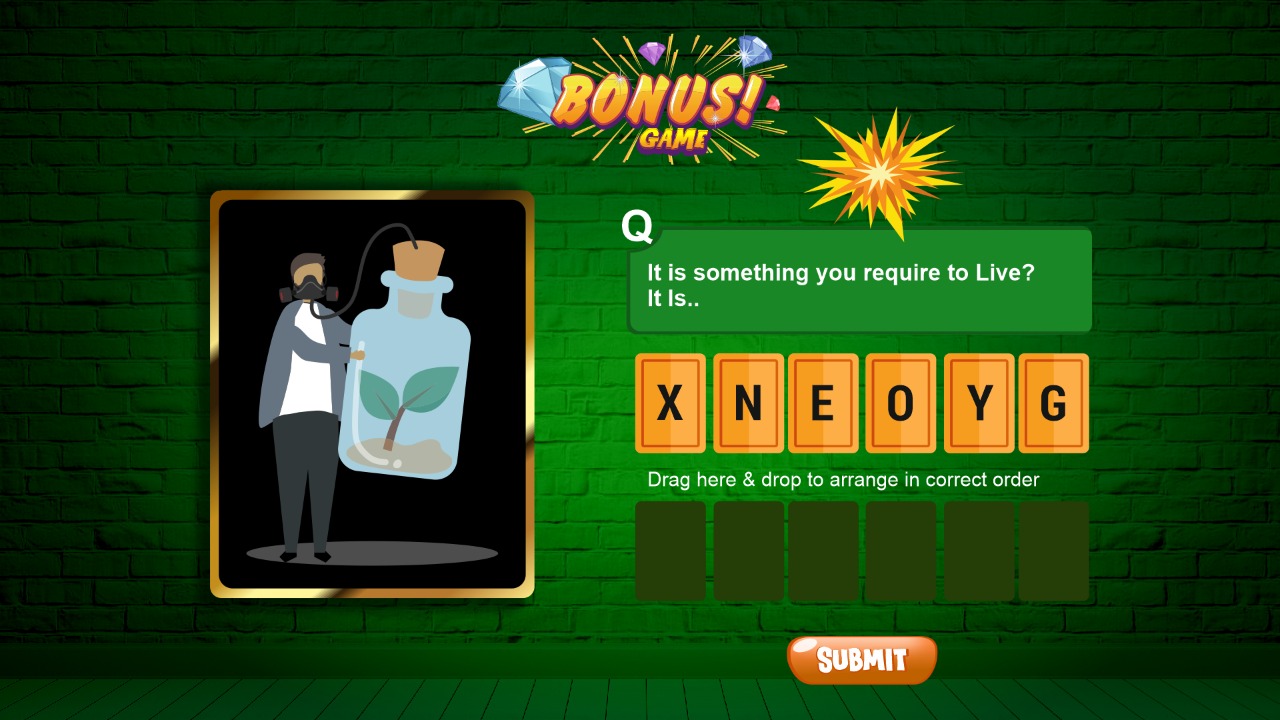 BONUS!
GAME
Q
It is something you require to Live?
It Is..
X N E O Y G
Drag here & drop to arrange in correct order
SUBMIT